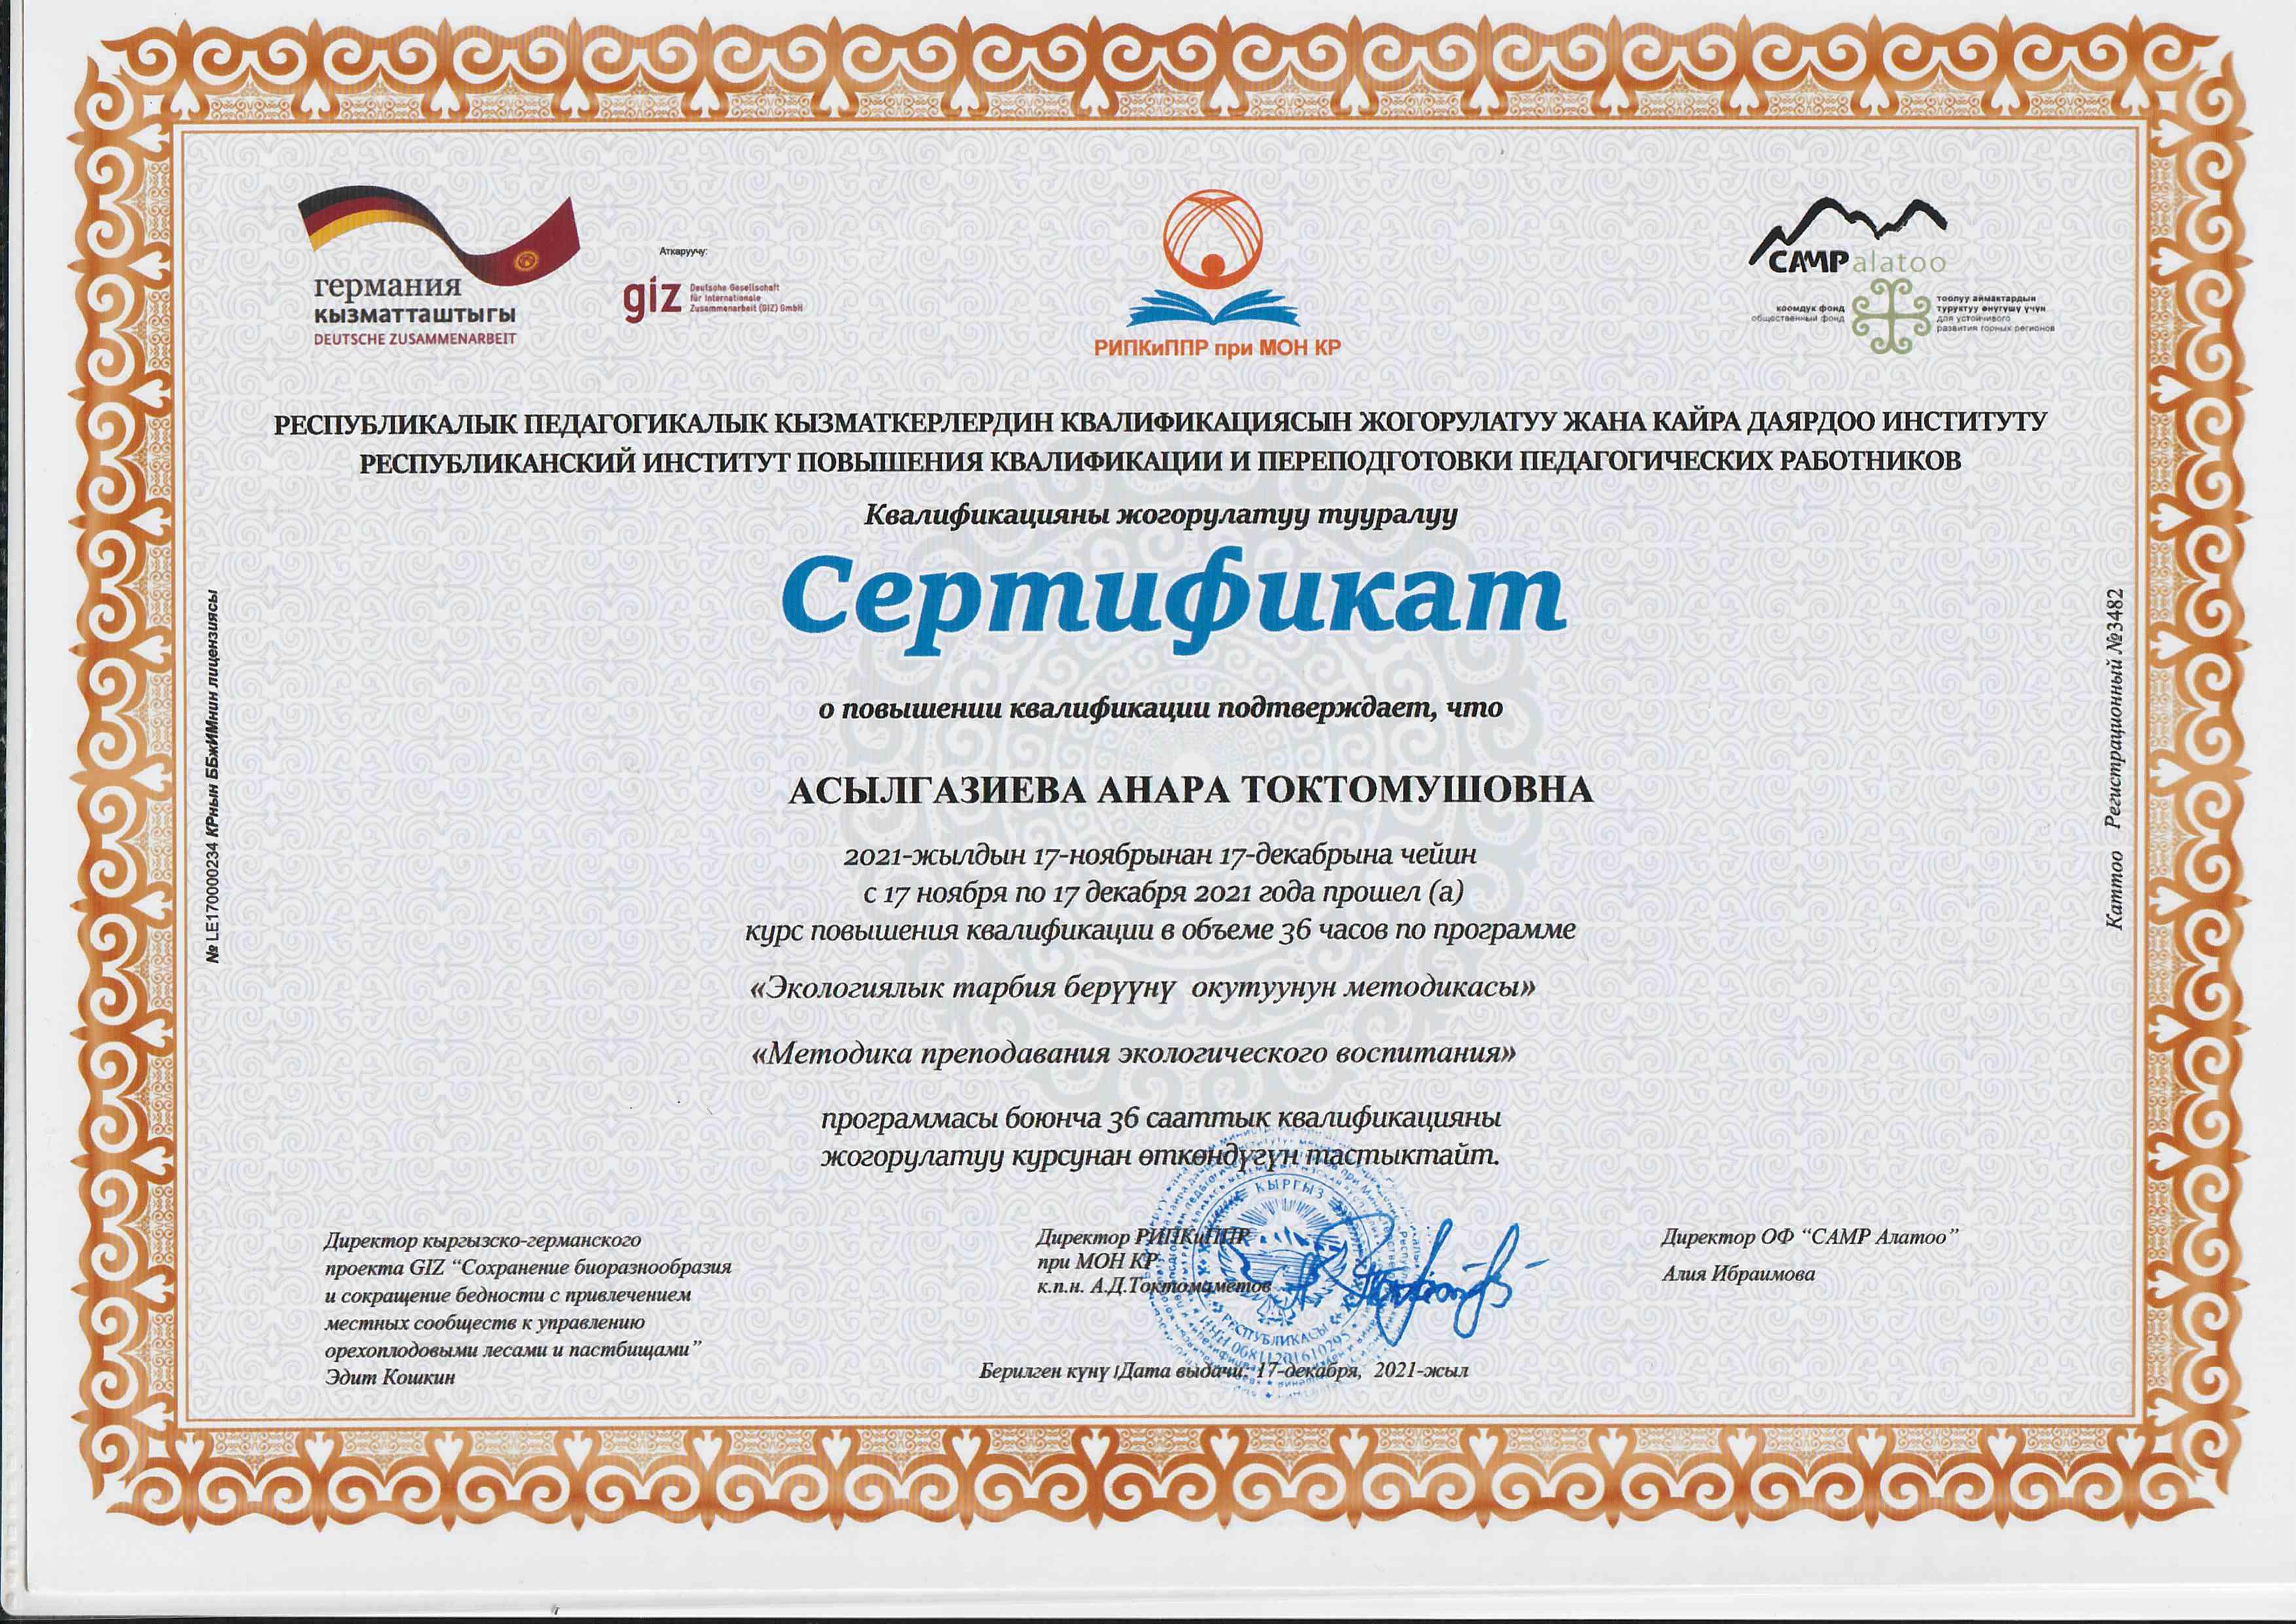 германия
кызматташтыгы
DEUTSCHE ZUSAMMENARBEIT
Аткаруучу:
giz Deutsche Gesellschaft
für Internationale
Zusammenarbeit (GIZ) GmbH
РИПКиППР при МОН КР
CAMP alatoo
коомдук фонд
общественный фонд
тоолуу аймактардын
туруктуу өнүгүшү үчүн
для устойчивого
развития горных регионов
РЕСПУБЛИКАЛЫК ПЕДАГОГИКАЛЫК КЫЗМАТКЕРЛЕРДИН КВАЛИФИКАЦИЯСЫН ЖОГОРУЛАТУУ ЖАНА КАЙРА ДАЯРДОО ИНСТИТУТУ
РЕСПУБЛИКАНСКИЙ ИНСТИТУТ ПОВЫШЕНИЯ КВАЛИФИКАЦИИ И ПЕРЕПОДГОТОВКИ ПЕДАГОГИЧЕСКИХ РАБОТНИКОВ
Квалификацияны жогорулатуу тууралуу
Сертификат
о повышении квалификации подтверждает, что
АСЫЛГАЗИЕВА АНАРА ТОКТОМУШОВНА
2021-жылдын 17-ноябрынан 17-декабрына чейин
с 17 ноября по 17 декабря 2021 года прошел (а)
курс повышения квалификации в объеме 36 часов по программе
«Экологиялык тарбия берүүнү окутуунун методикасы»
«Методика преподавания экологического воспитания»
программасы боюнча 36 сааттык квалификацияны
жогорулатуу курсунан өткөндүгүн тастыктайт.
№ LE170000234 КРнын ББжИМнин лицензиясы
Каттоо Регистрационный №3482
Директор кыргызско-германского
проекта GIZ “Сохранение биоразнообразия
и сокращение бедности с привлечением
местных сообществ к управлению
орехоплодовыми лесами и пастбищами”
Эдит Кошкин
Директор РИПКиППР
при МОН КР
к.п.н. А.Д.Токтомаметов
КЫРГЫЗ
РЕСПУБЛИКАСЫ
ИНН 06811201610295
Директор ОФ “САМР Алатоо”
Алия Ибраимова
Берилген күнү /Дата выдачи: 17-декабря, 2021-жыл